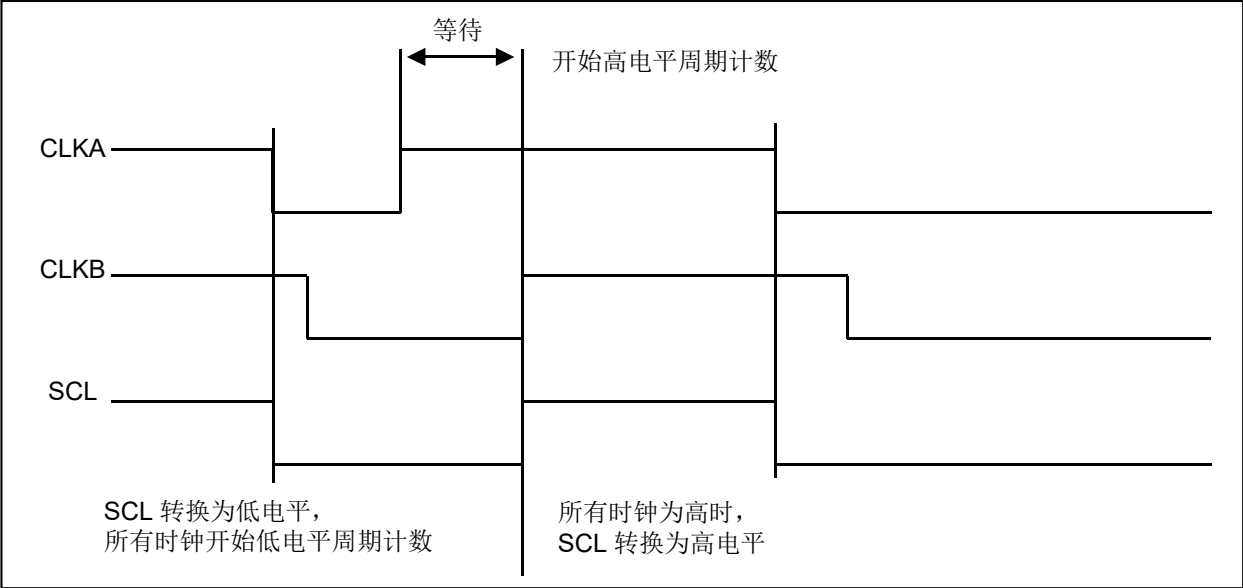 等待
开始高电平周期计数
CLKA
CLKB
SCL
SCL 转换为低电平，
所有时钟开始低电平周期计数
所有时钟为高时，
SCL 转换为高电平